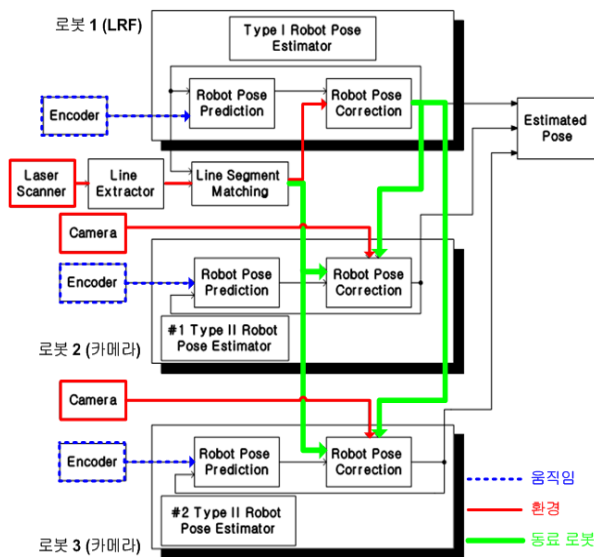 로봇 1 (LRF)
Type I Robot Pose
Estimator
Robot Pose
Prediction
Robot Pose
Correction
Encoder
Estimated
Pose
Laser
Scanner
Line
Extractor
Line Segment
Matching
Camera
Encoder
Robot Pose
Prediction
Robot Pose
Correction
#1 Type II Robot
Pose Estimator
로봇 2 (카메라)
Camera
Encoder
Robot Pose
Prediction
Robot Pose
Correction
#2 Type II Robot
Pose Estimator
로봇 3 (카메라)
움직임
환경
동료 로봇